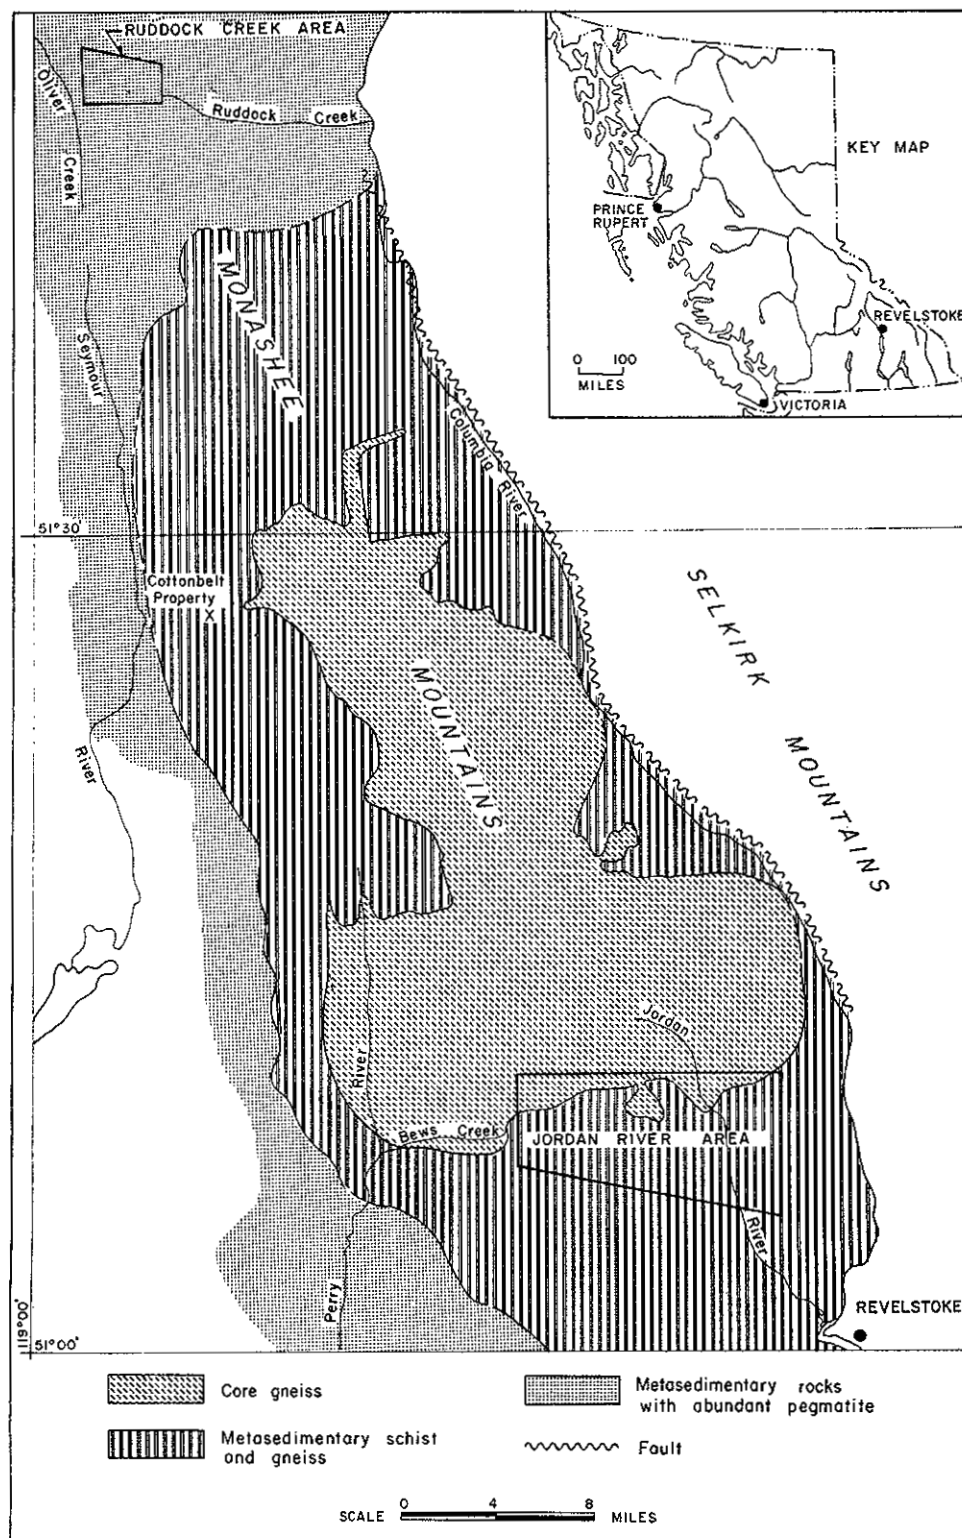 RUDDOCK CREEK AREA
Oliver
Creek
Ruddock Creek
KEY MAP
PRINCE
RUPERT
REVELSTOKE
0 100
MILES
VICTORIA
MONASHEE
Seymour
Columbia
River
51°30'
Cottonbelt
Property
X
SELKIRK
MOUNTAINS
MOUNTAINS
River
Jordan
River
Bews Creek
JORDAN RIVER AREA
River
Perry
REVELSTOKE
119°00'
51°00'
Core gneiss
Metasedimentary rocks
with abundant pegmatite
Metasedimentary schist
and gneiss
Fault
SCALE 0 4 8 MILES